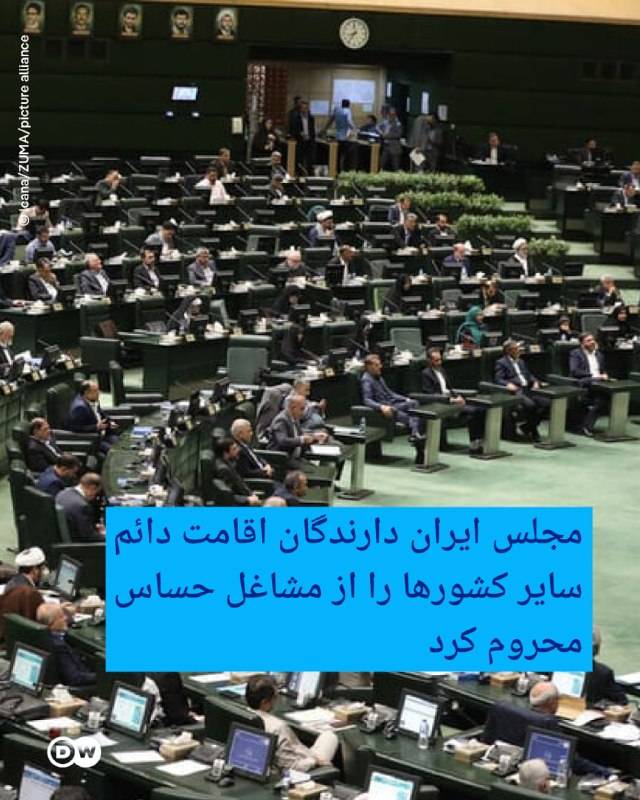 © Icana/ZUMA/picture alliance
مجلس ایران دارندگان اقامت دائم
سایر کشورها را از مشاغل حساس
محروم کرد
DW